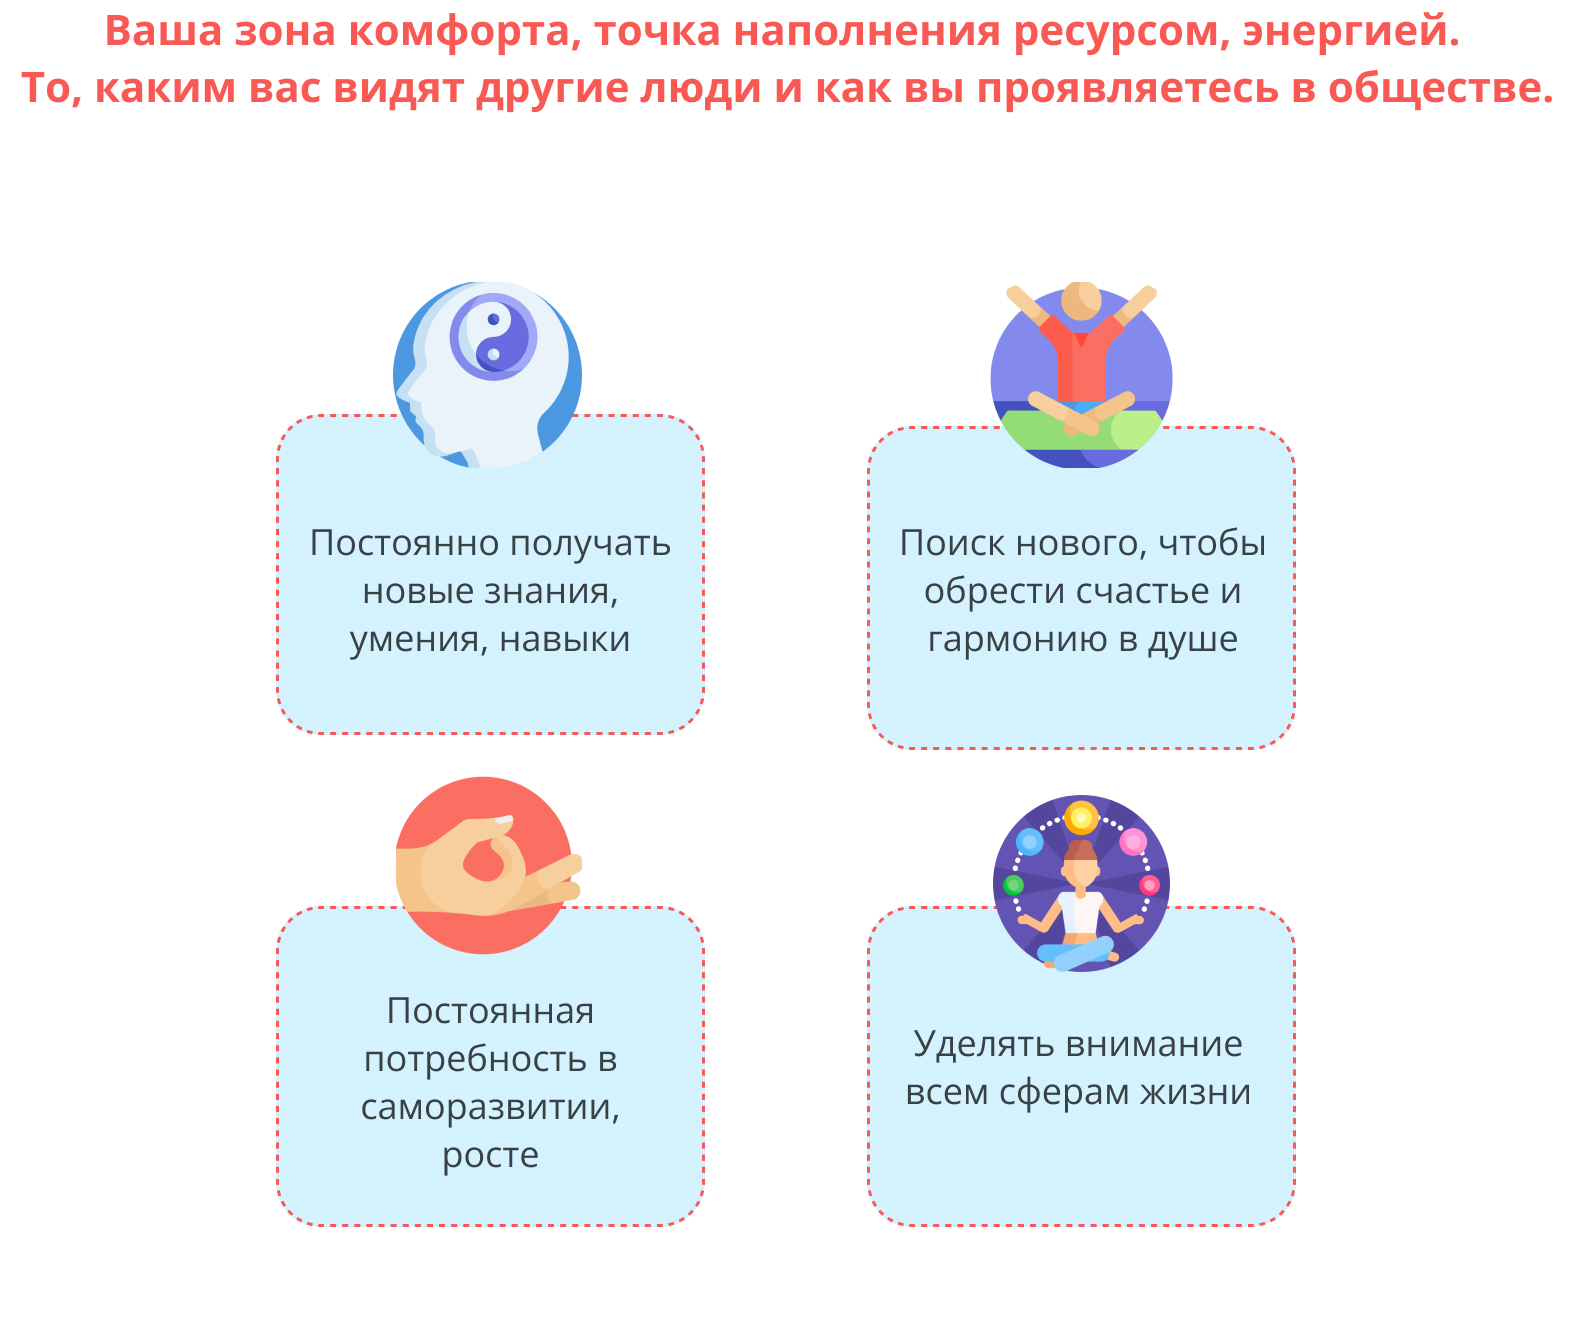 Ваша зона комфорта, точка наполнения ресурсом, энергией.
То, каким вас видят другие люди и как вы проявляетесь в обществе.
Постоянно получать
новые знания,
умения, навыки
Поиск нового, чтобы
обрести счастье и
гармонию в душе
Постоянная
потребность в
саморазвитии,
росте
Уделять внимание
всем сферам жизни